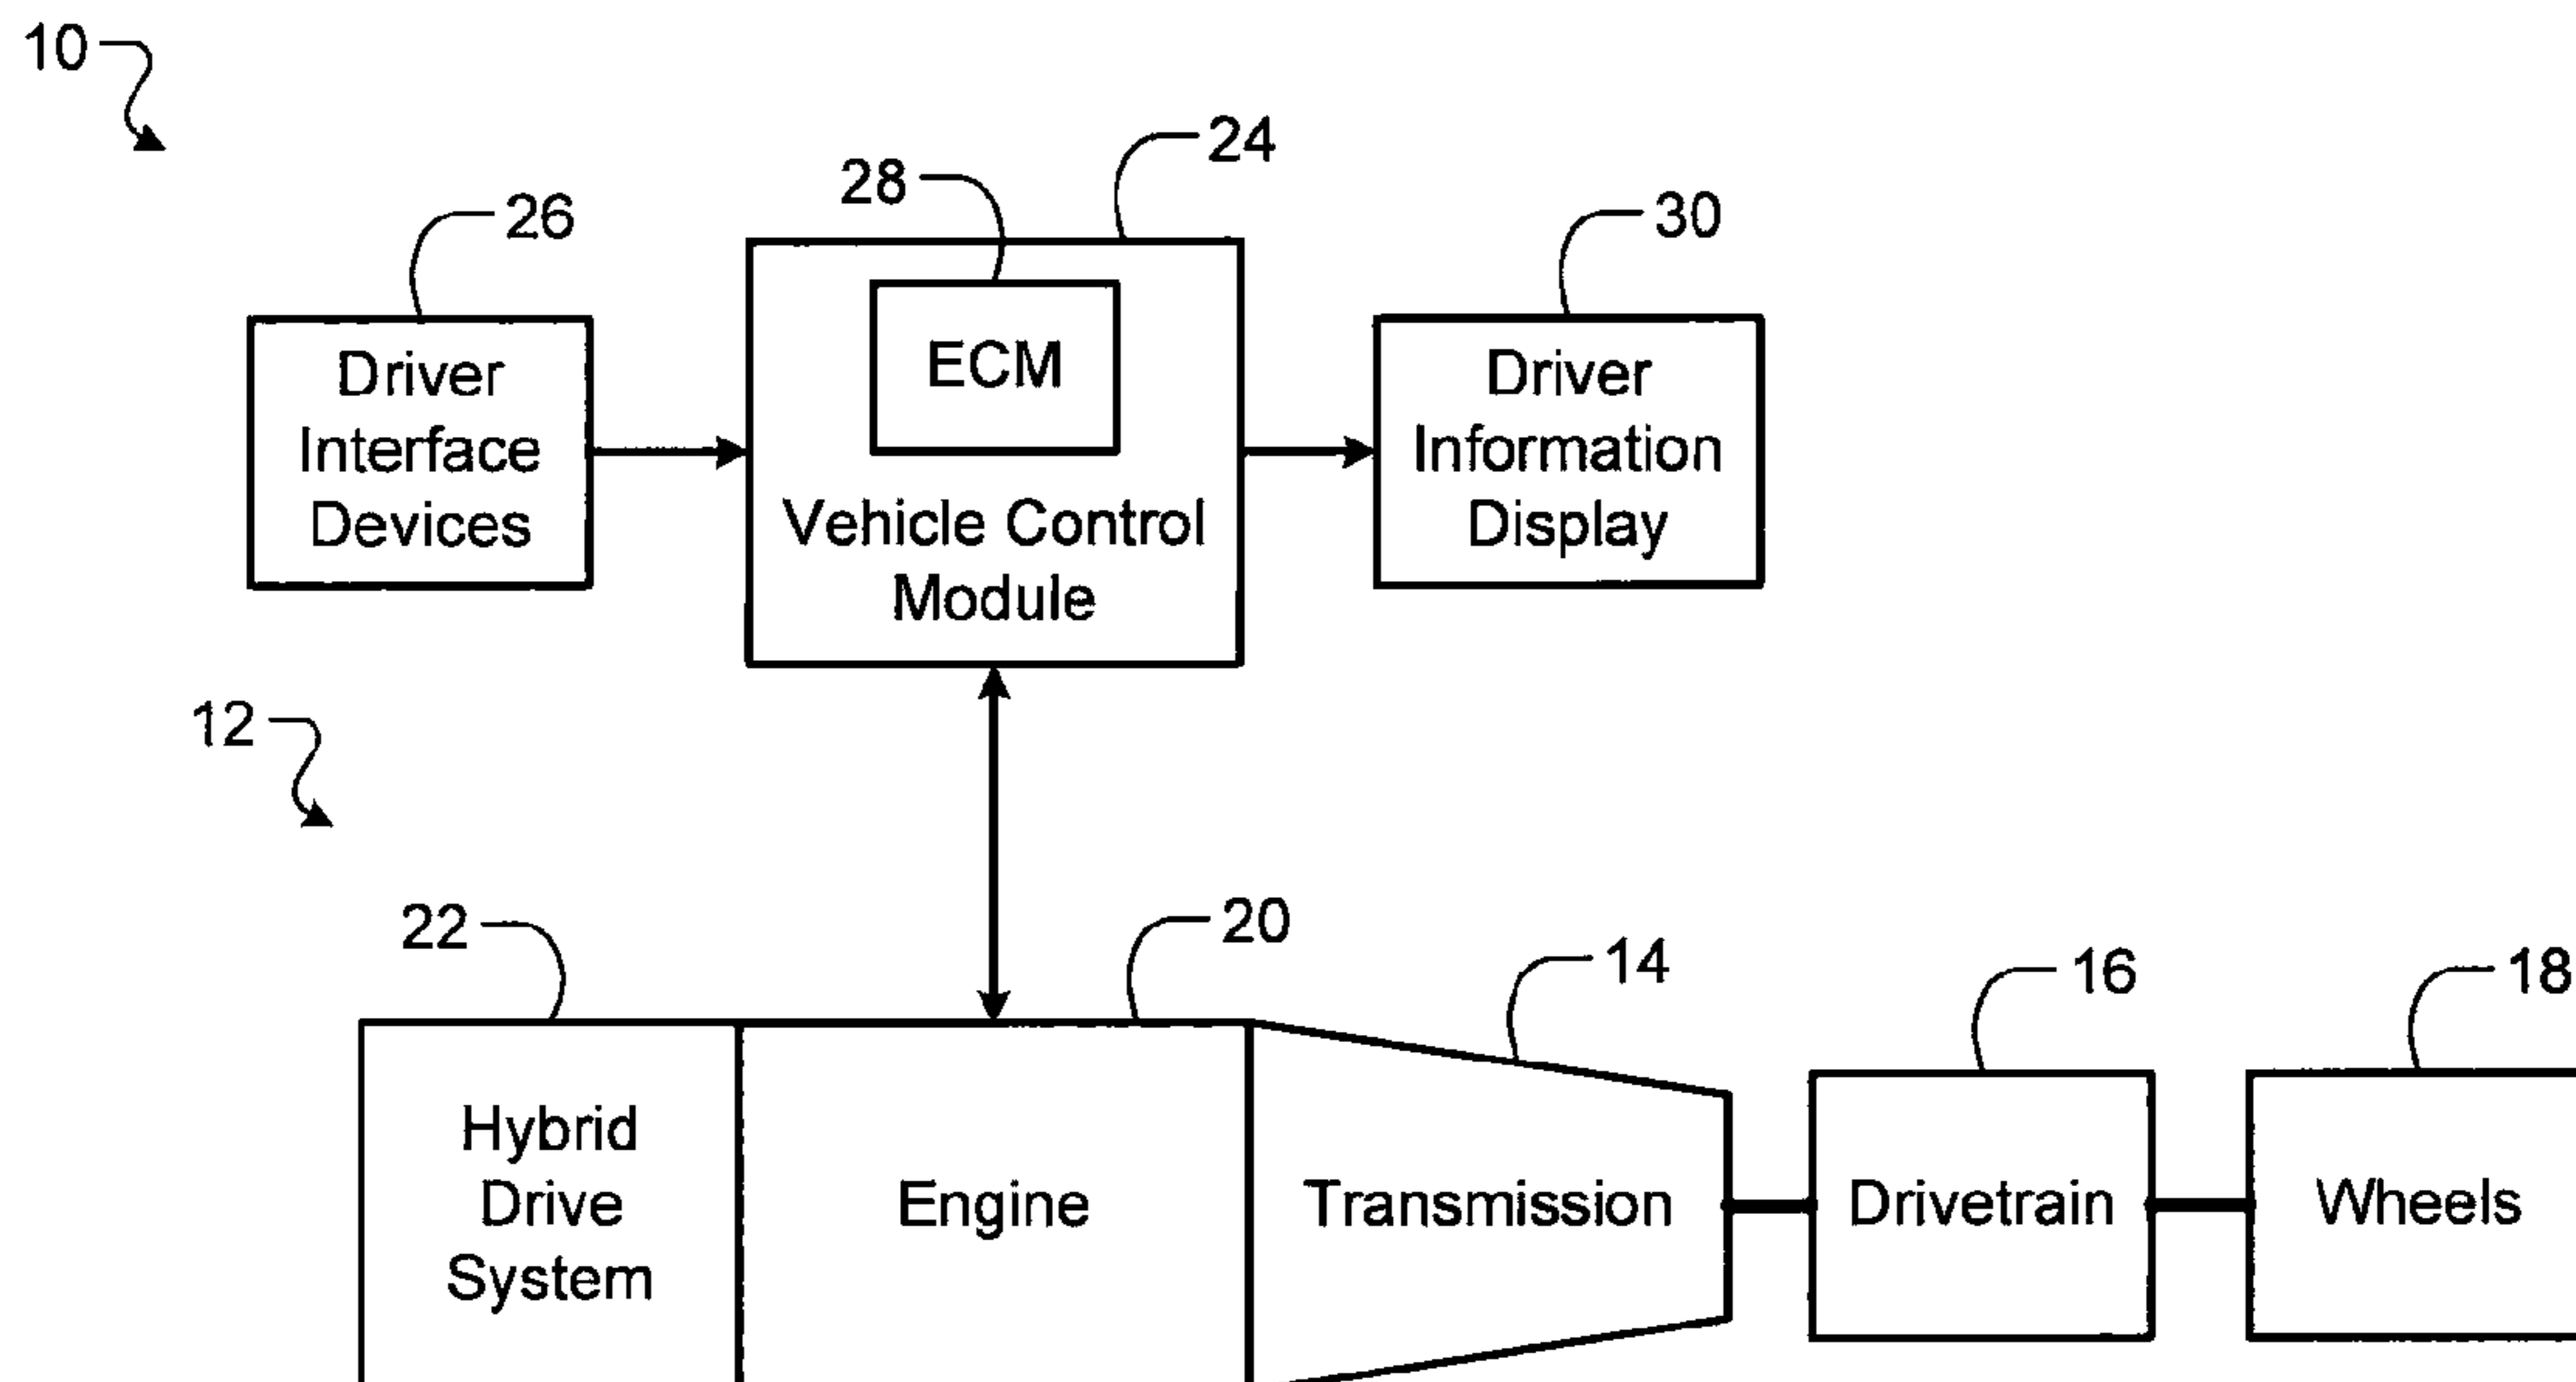 10
24
28
26
30
ECM
Driver
Interface
Devices
Driver
Information
Display
Vehicle Control
Module
12
22
20
14
16
18
Hybrid
Drive
System
Engine
Transmission
Drivetrain
Wheels